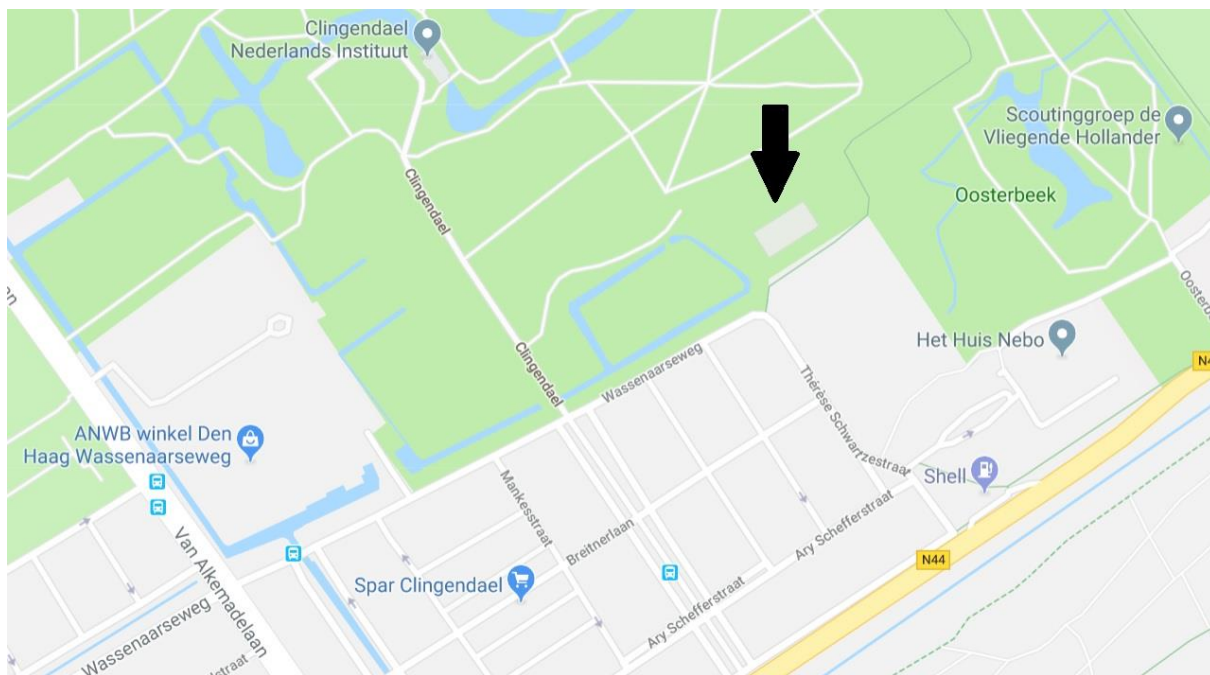 Clingendael
Nederlands Instituut
Scoutinggroep de
Vliegende Hollander
Oosterbeek
Clingendael
Clingendael
Wassenaarseweg
Het Huis Nebo
N4
Thérèse Schwartzestraat
ANWB winkel Den
Haag Wassenaarseweg
Shell
Mankesstraat
Breitnerlaan
Ary Schefferstraat
N44
Van Alkemadelaan
Spar Clingendael
Ary Schefferstraat
Wassenaarseweg